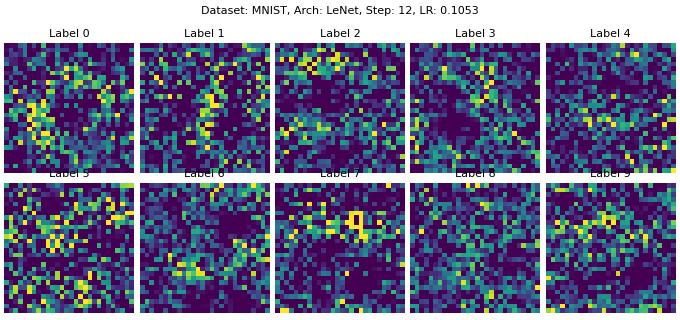 Dataset: MNIST, Arch: LeNet, Step: 12, LR: 0.1053
Label 0 Label 1 Label 2 Label 3 Label 4
Label 5 Label 6 Label 7 Label 8 Label 9